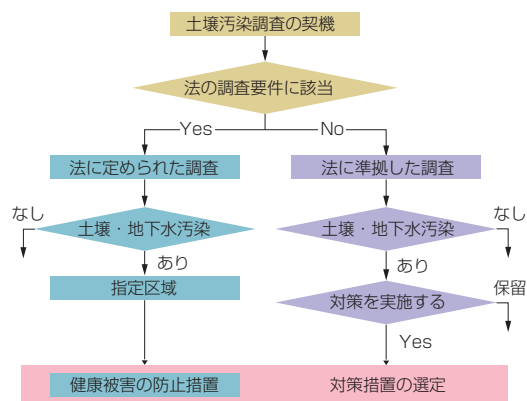 土壌汚染調査の契機
法の調査要件に該当
Yes
No
法に定められた調査
法に準拠した調査
なし
土壌・地下水汚染
土壌・地下水汚染
なし
あり
あり
指定区域
対策を実施する
保留
Yes
健康被害の防止措置
対策措置の選定